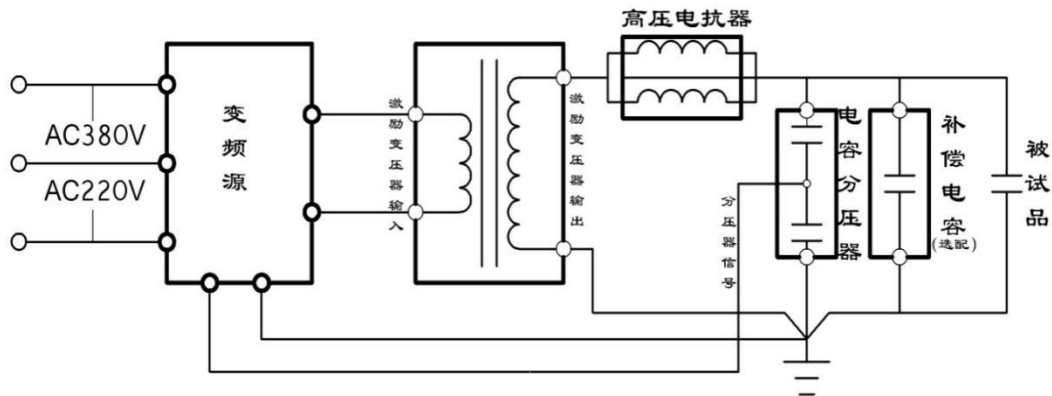 高压电抗器
AC380V
AC220V
变频源
激励变压器输入
激励变压器输出
分压器信号
电容分压器
补偿电容
(选配)
被试品